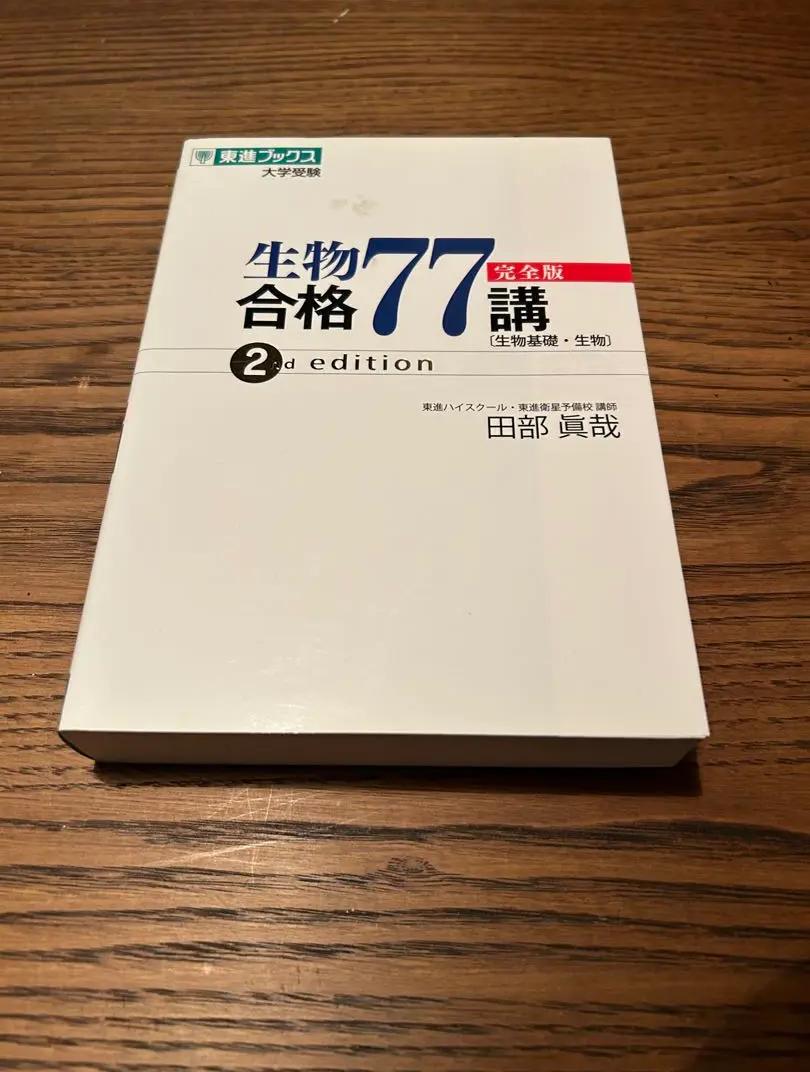 東進ブックス
大学受験
生物
合格77講
完全版
〔生物基礎・生物〕
2nd edition
東進ハイスクール・東進衛星予備校 講師
田部 眞哉